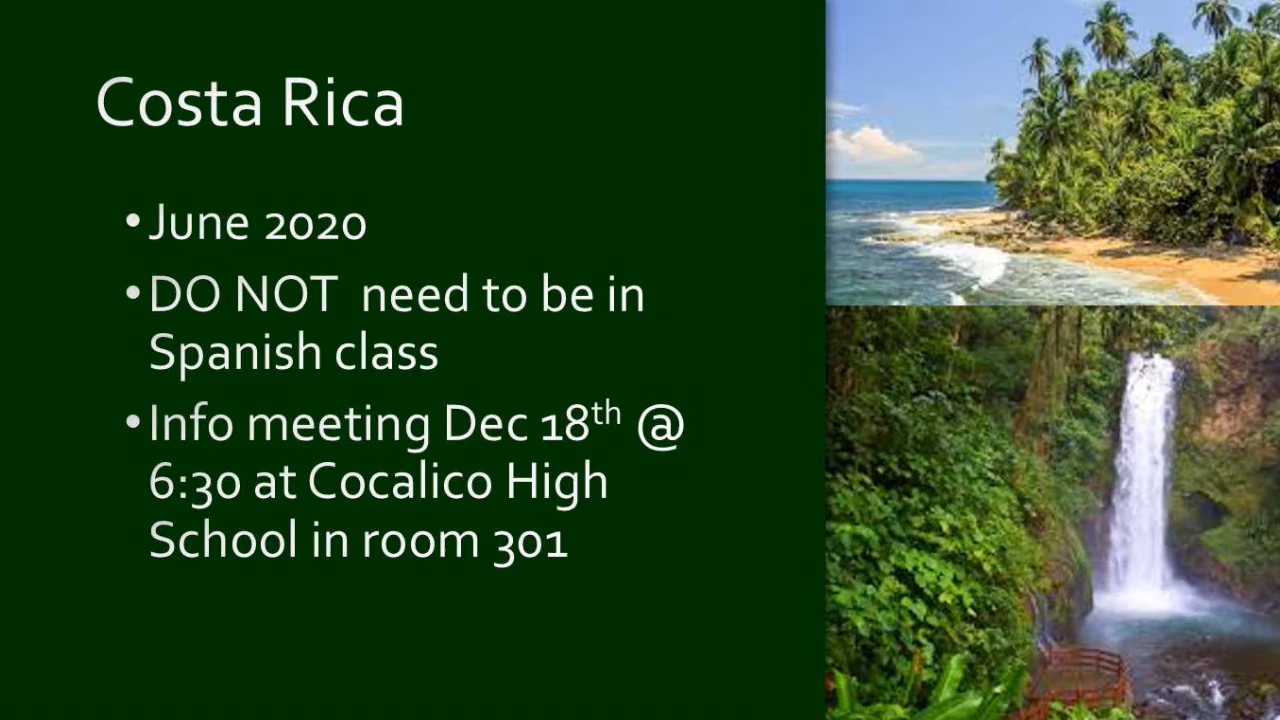 Costa Rica
•June 2020
•DO NOT  need to be in
Spanish class
•Info meeting Dec 18th @
6:30 at Cocalico High
School in room 301